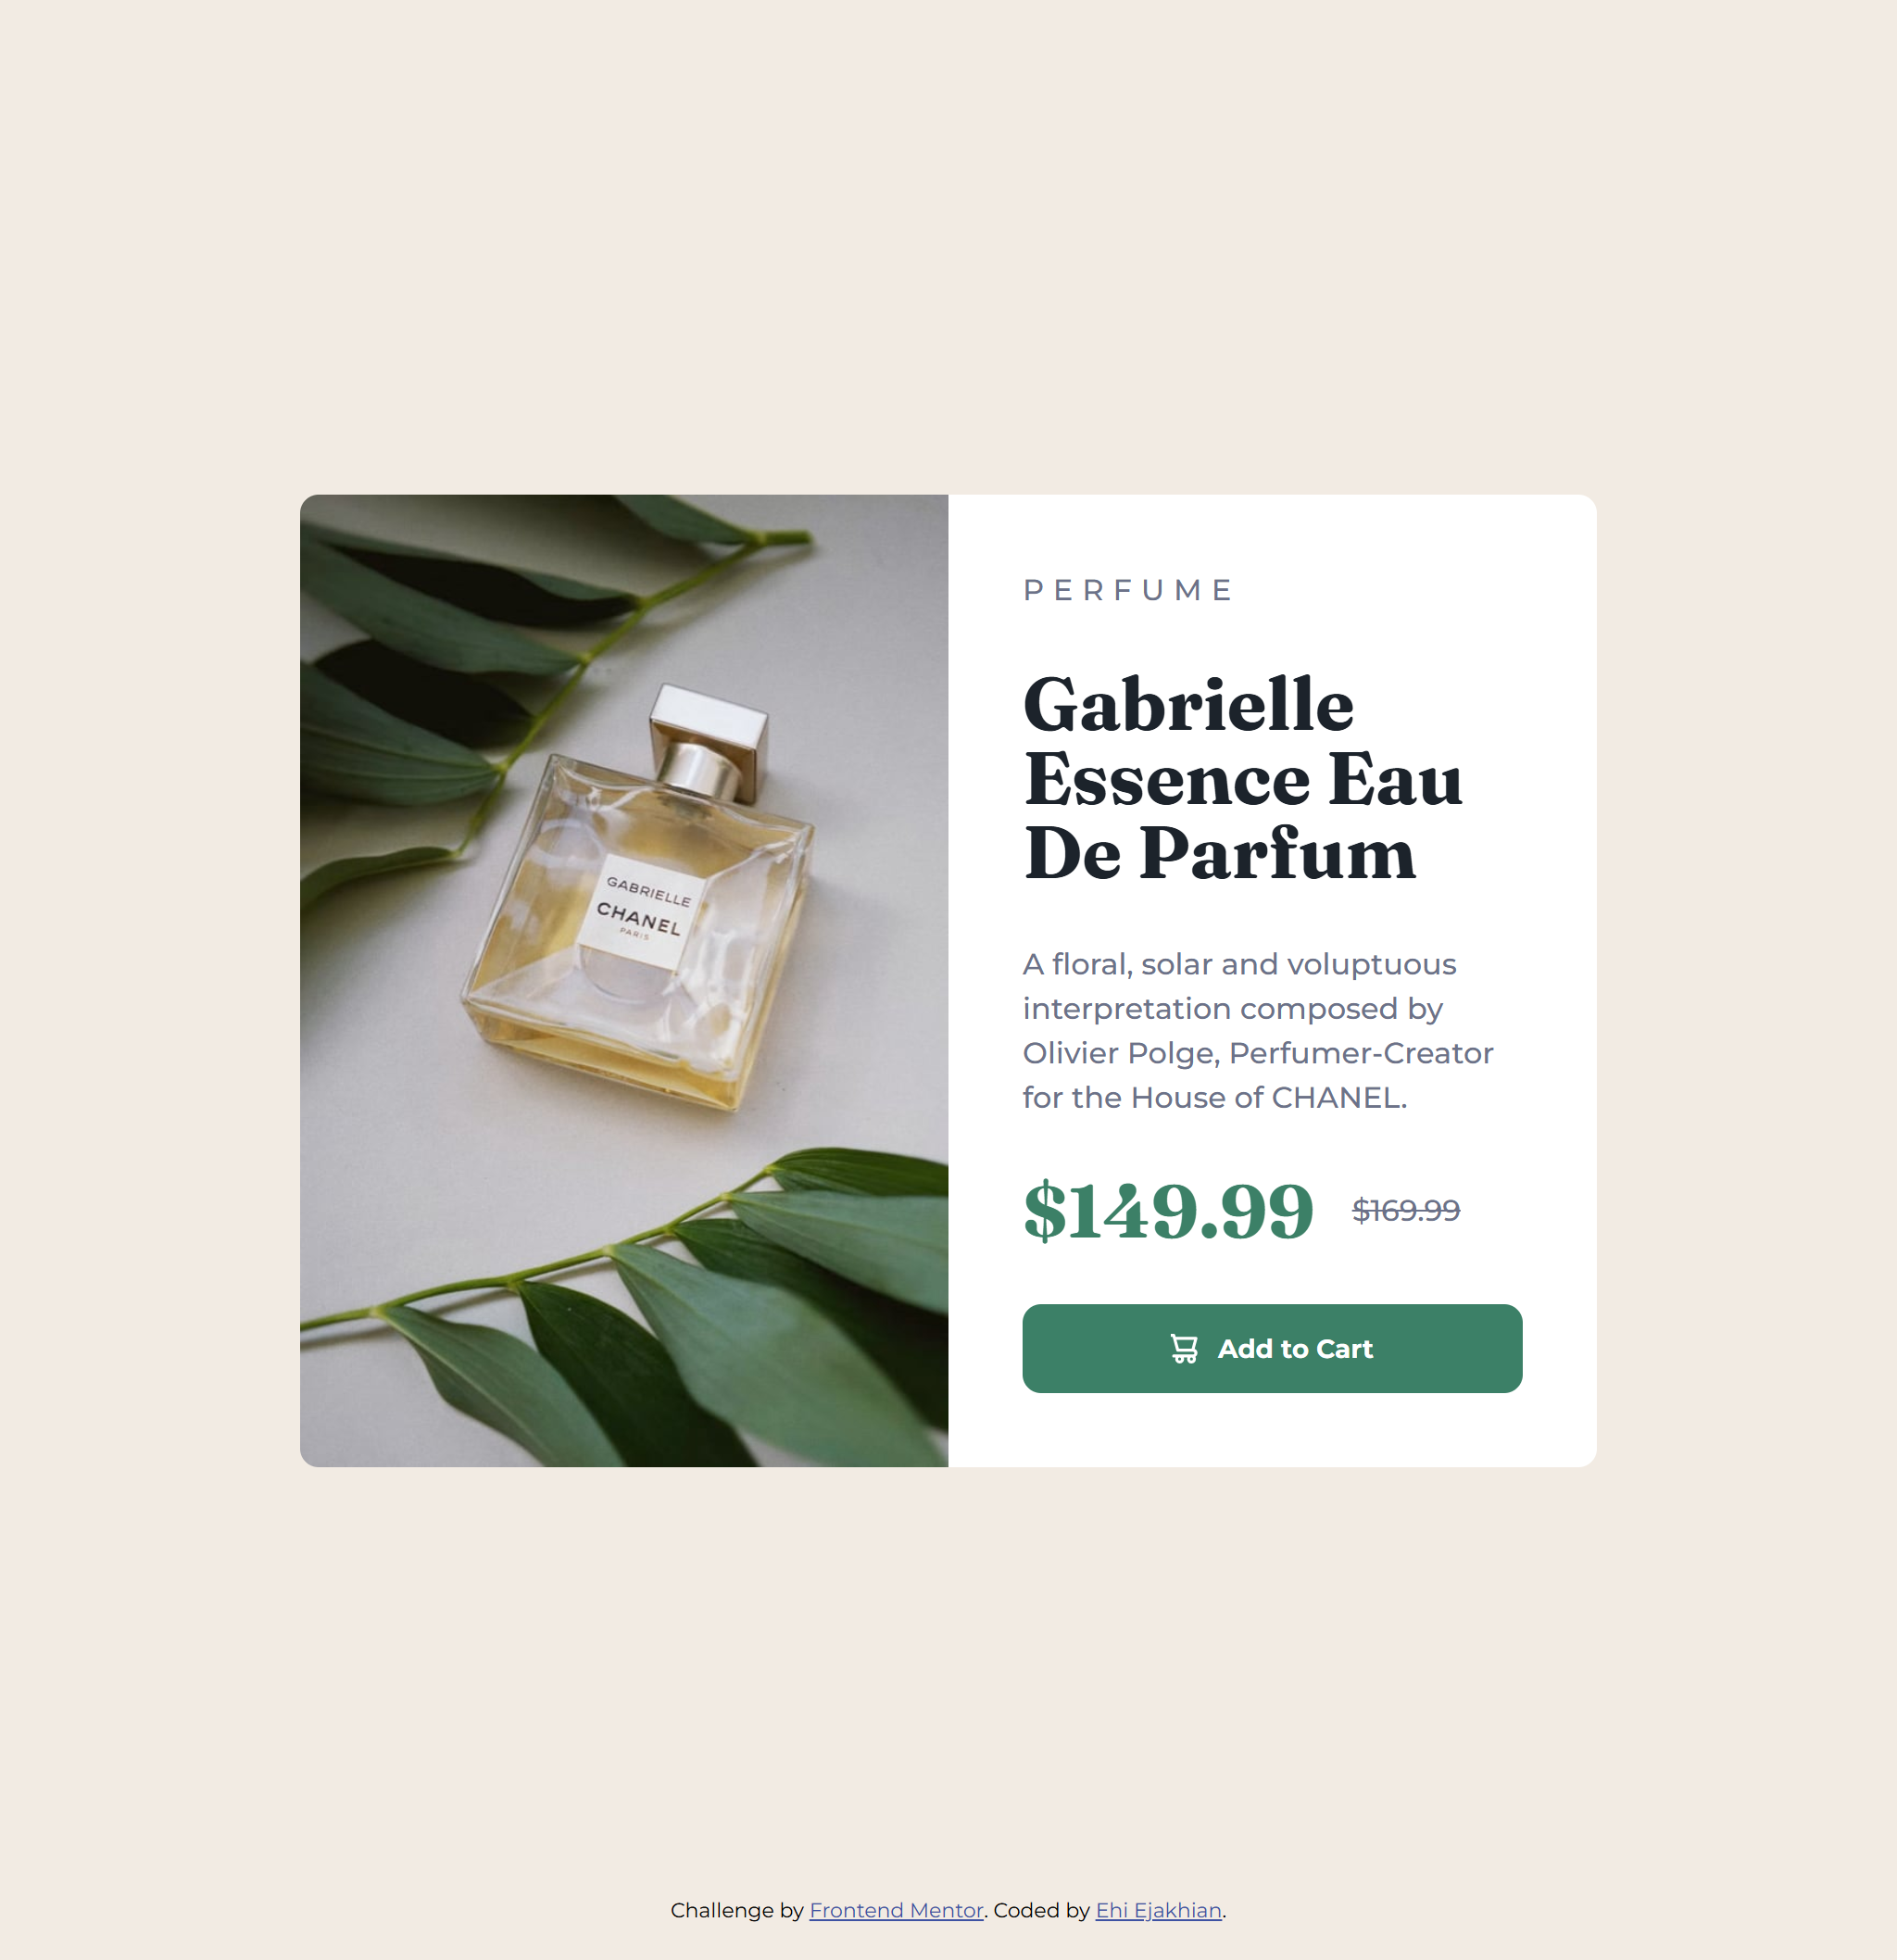 GABRIELLE
CHANEL
PARIS
PERFUME
Gabrielle
Essence Eau
De Parfum
A floral, solar and voluptuous
interpretation composed by
Olivier Polge, Perfumer-Creator
for the House of CHANEL.
$149.99 $169.99
Add to Cart
Challenge by Frontend Mentor. Coded by Ehi Ejakhian.